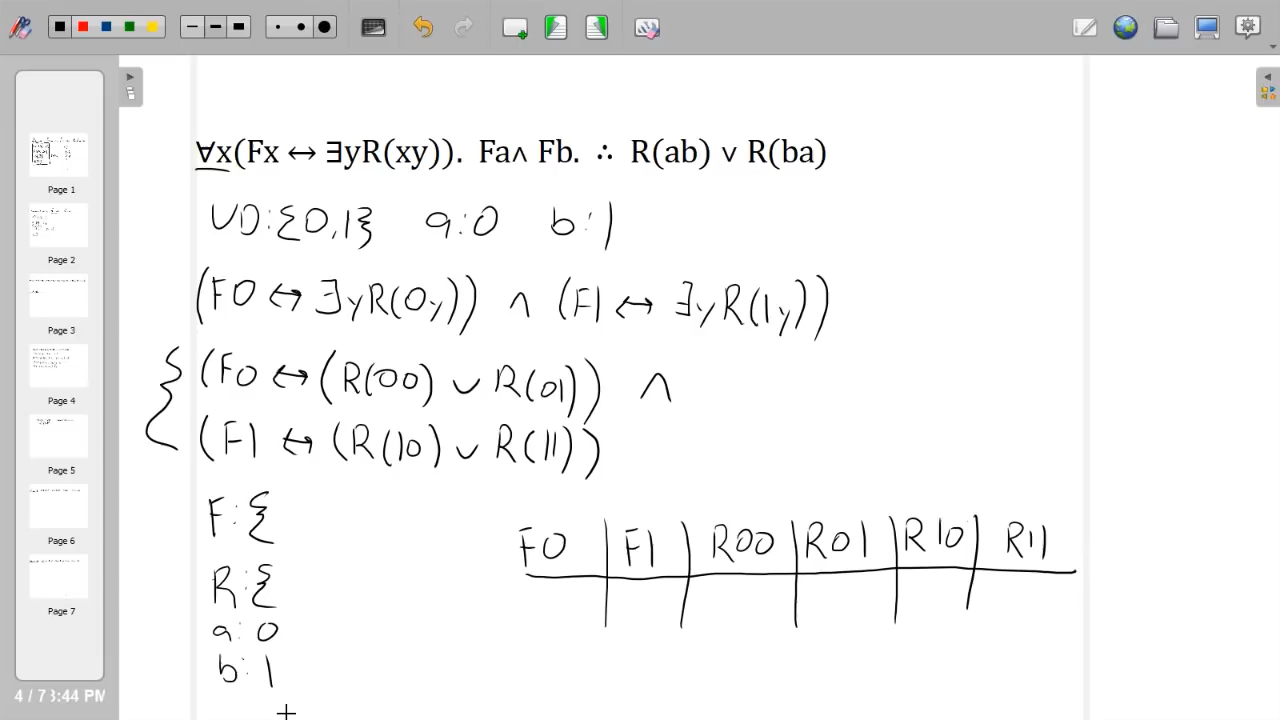 Page 1
Page 2
Page 3
Page 4
Page 5
Page 6
Page 7
4 / 7 3:44 PM
∀x(Fx ↔ ∃yR(xy)). Fa∧ Fb. ∴ R(ab) ∨ R(ba)
UD:{0,1} a:0 b:1
(F0 ↔ ∃yR(0y)) ∧ (F1 ↔ ∃yR(1y))
(F0 ↔ (R(00) ∨ R(01)) ∧
(F1 ↔ (R(10) ∨ R(11))
F:{
R:{
a:0
b:1
F0 F1 R00 R01 R10 R11